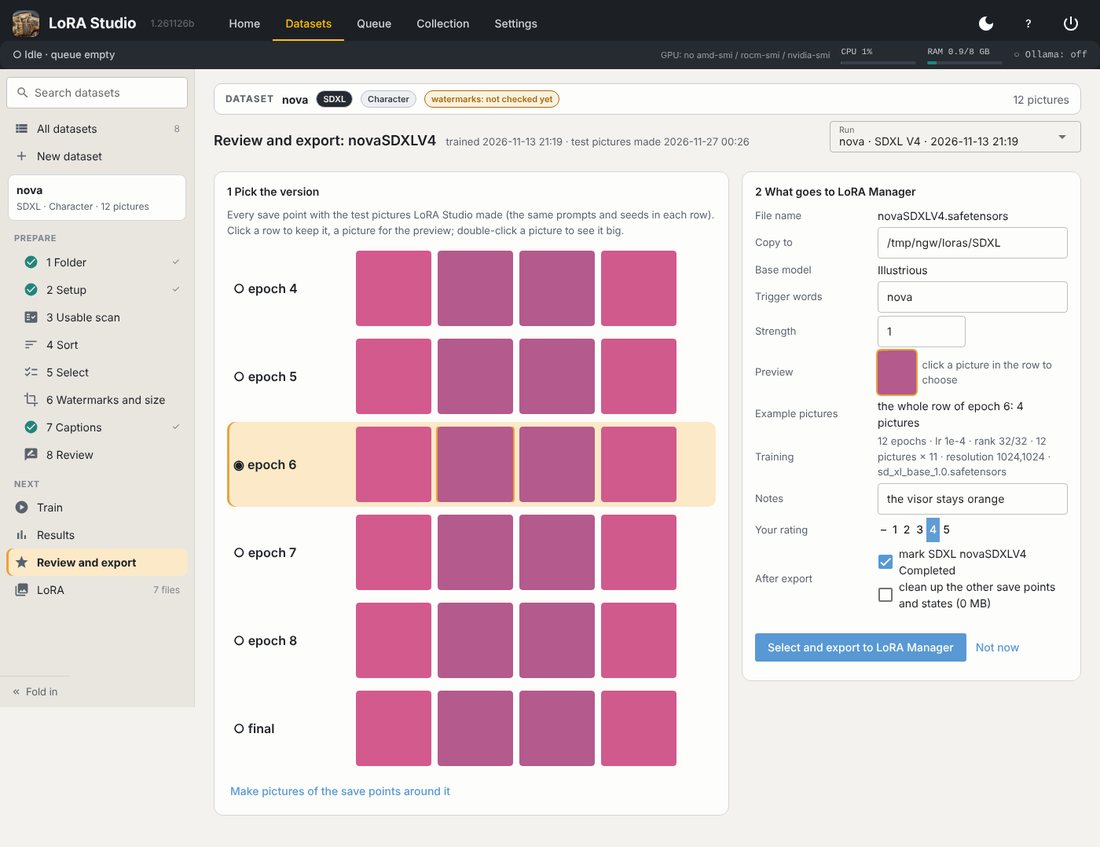 LoRA Studio 1.261126b Home Datasets Queue Collection Settings ?
Idle · queue empty GPU: no amd-smi / rocm-smi / nvidia-smi CPU 1% RAM 0.9/8 GB Ollama: off
Search datasets
All datasets 8
New dataset
nova
SDXL · Character · 12 pictures
PREPARE
1 Folder
2 Setup
3 Usable scan
4 Sort
5 Select
6 Watermarks and size
7 Captions
8 Review
NEXT
Train
Results
Review and export
LoRA 7 files
« Fold in
DATASET nova SDXL Character watermarks: not checked yet 12 pictures
Review and export: novaSDXLV4 trained 2026-11-13 21:19 · test pictures made 2026-11-27 00:26
Run
nova · SDXL V4 · 2026-11-13 21:19
1 Pick the version
Every save point with the test pictures LoRA Studio made (the same prompts and seeds in each row).
Click a row to keep it, a picture for the preview; double-click a picture to see it big.
epoch 4
epoch 5
epoch 6
epoch 7
epoch 8
final
Make pictures of the save points around it
2 What goes to LoRA Manager
File name novaSDXLV4.safetensors
Copy to /tmp/ngw/loras/SDXL
Base model Illustrious
Trigger words nova
Strength 1
Preview click a picture in the row to
choose
Example pictures the whole row of epoch 6: 4
pictures
Training 12 epochs · lr 1e-4 · rank 32/32 · 12
pictures × 11 · resolution 1024,1024 ·
sd_xl_base_1.0.safetensors
Notes the visor stays orange
Your rating – 1 2 3 4 5
After export mark SDXL novaSDXLV4
Completed
clean up the other save points
and states (0 MB)
Select and export to LoRA Manager Not now